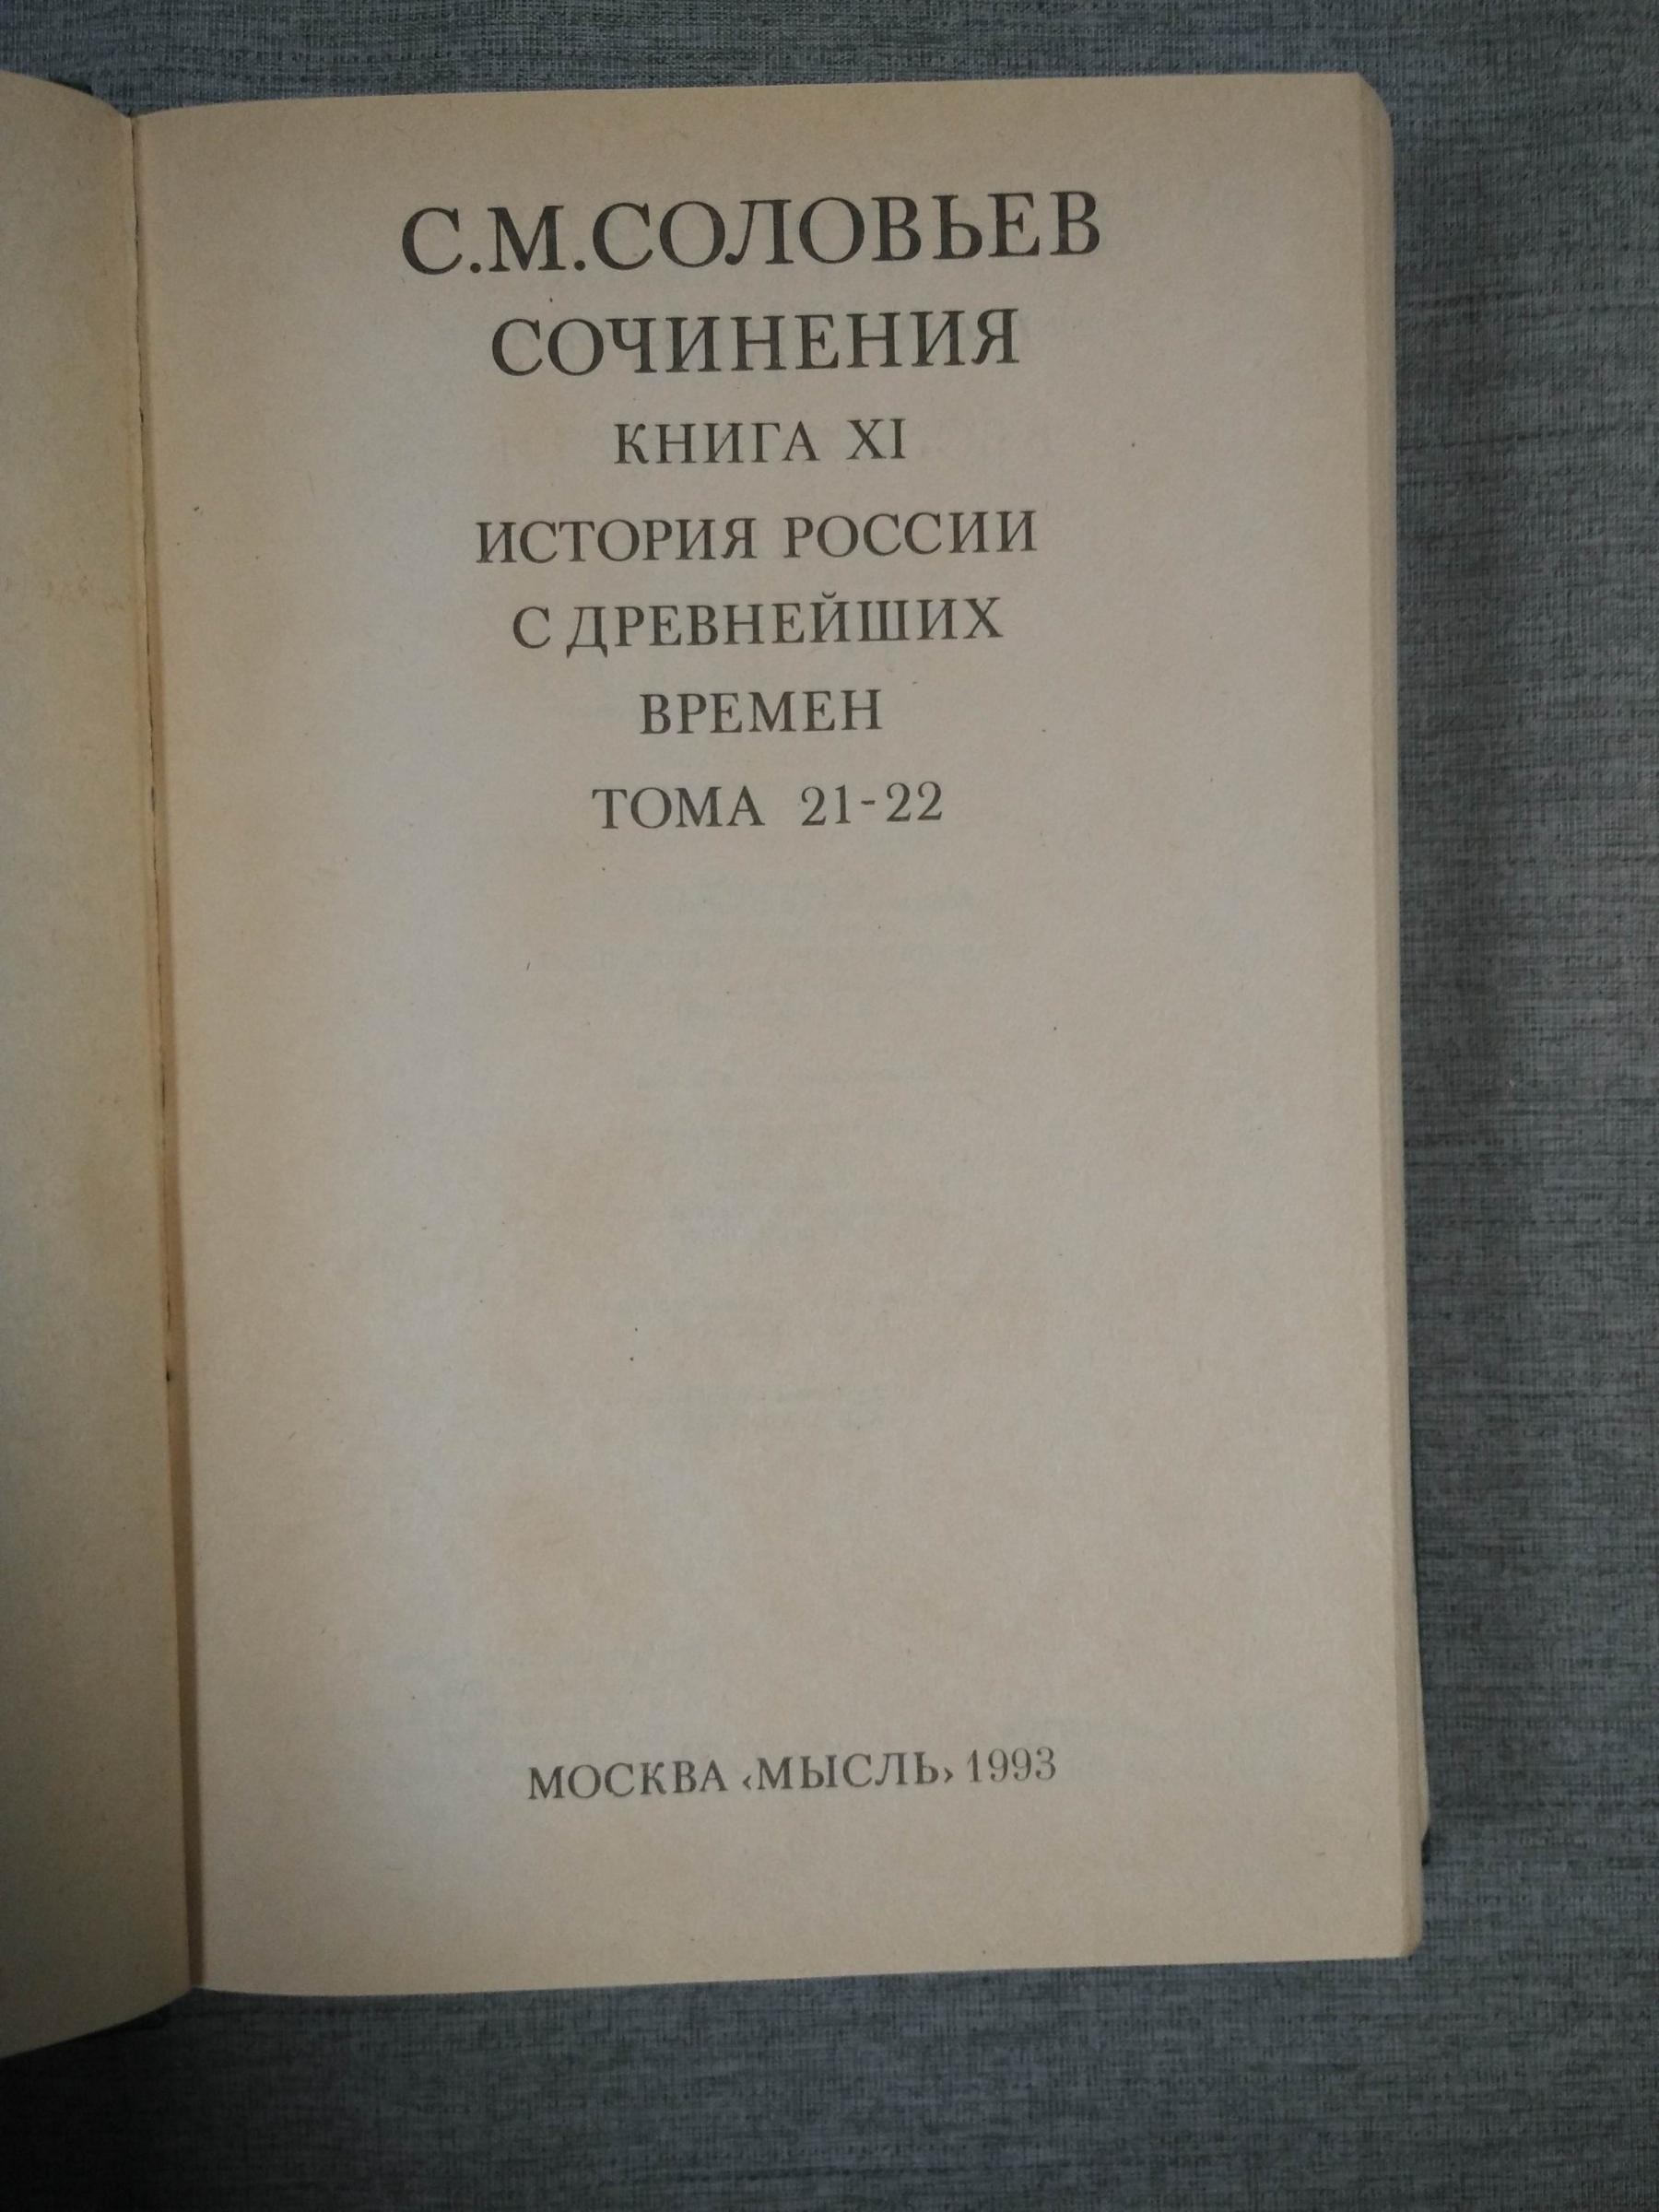 С.М.СОЛОВЬЕВ
СОЧИНЕНИЯ
КНИГА XI
ИСТОРИЯ РОССИИ
С ДРЕВНЕЙШИХ
ВРЕМЕН
ТОМА 21-22
МОСКВА ‹МЫСЛЬ› 1993